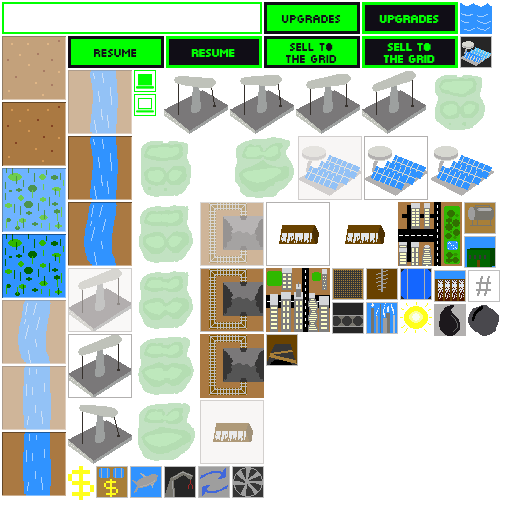 UPGRADES
UPGRADES
RESUME
RESUME
SELL TO
THE GRID
SELL TO
THE GRID
#
$
$